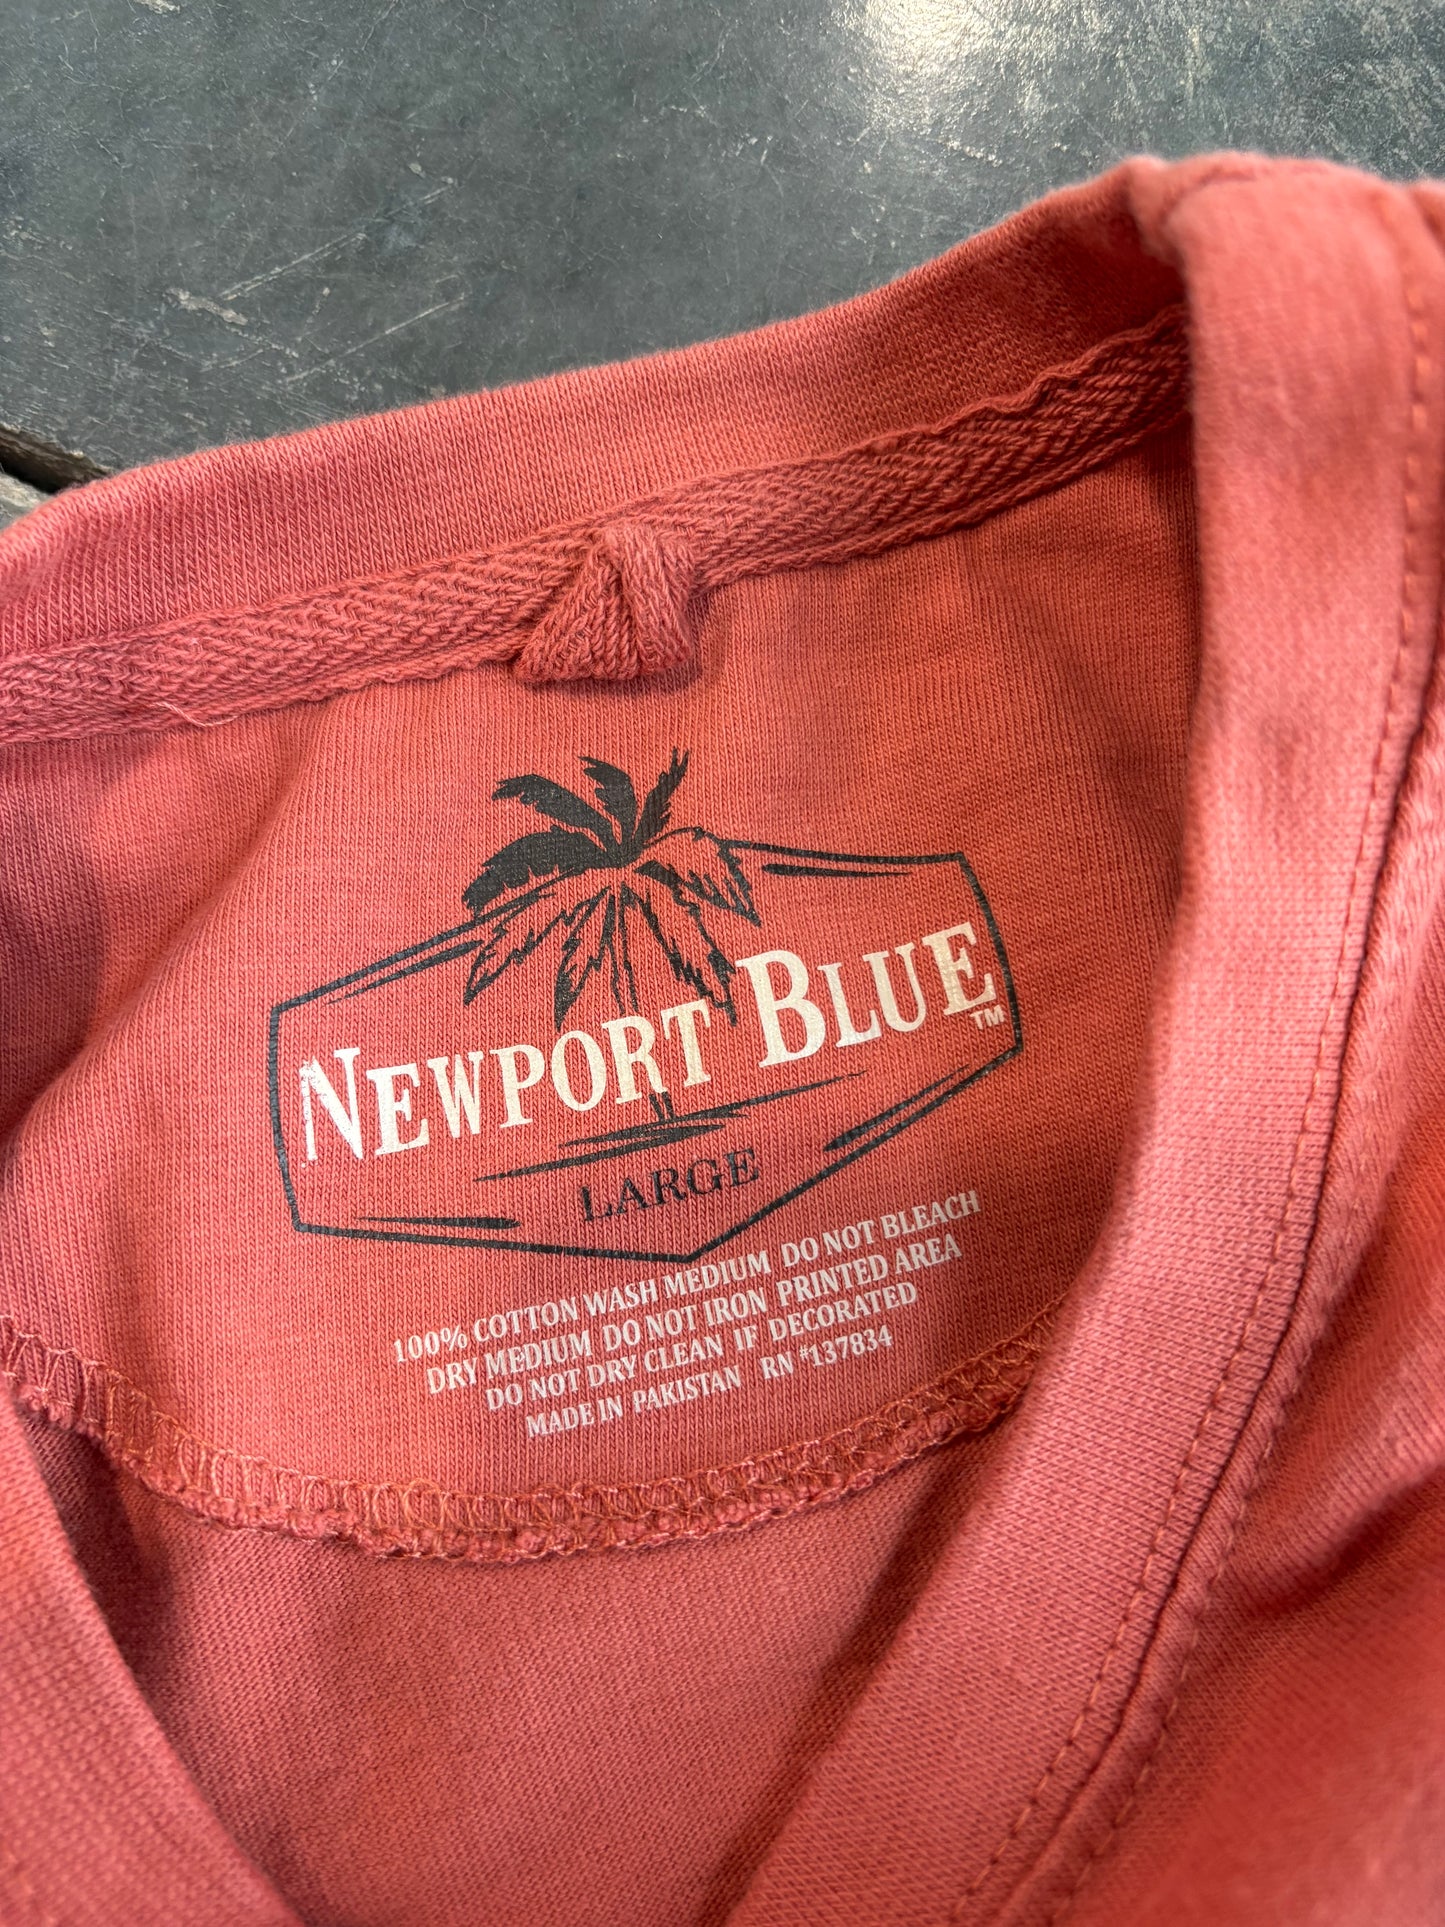 NEWPORT BLUE™
LARGE
100% COTTON WASH MEDIUM DO NOT BLEACH
DRY MEDIUM DO NOT IRON PRINTED AREA
DO NOT DRY CLEAN IF DECORATED
MADE IN PAKISTAN RN #137834